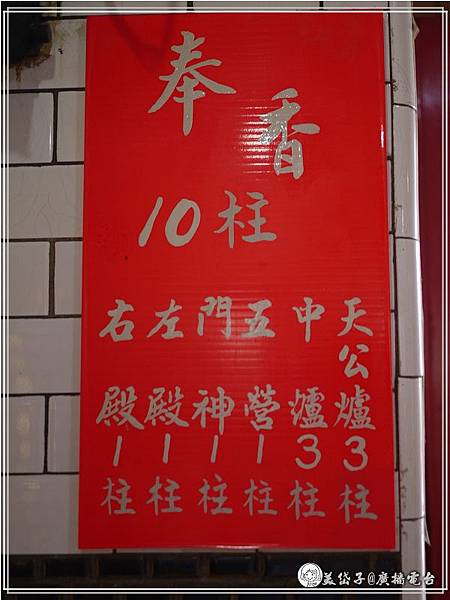 奉香
10柱
天公爐3柱
中爐3柱
五營1柱
門神1柱
左殿1柱
右殿1柱
美岱子@廣播電台